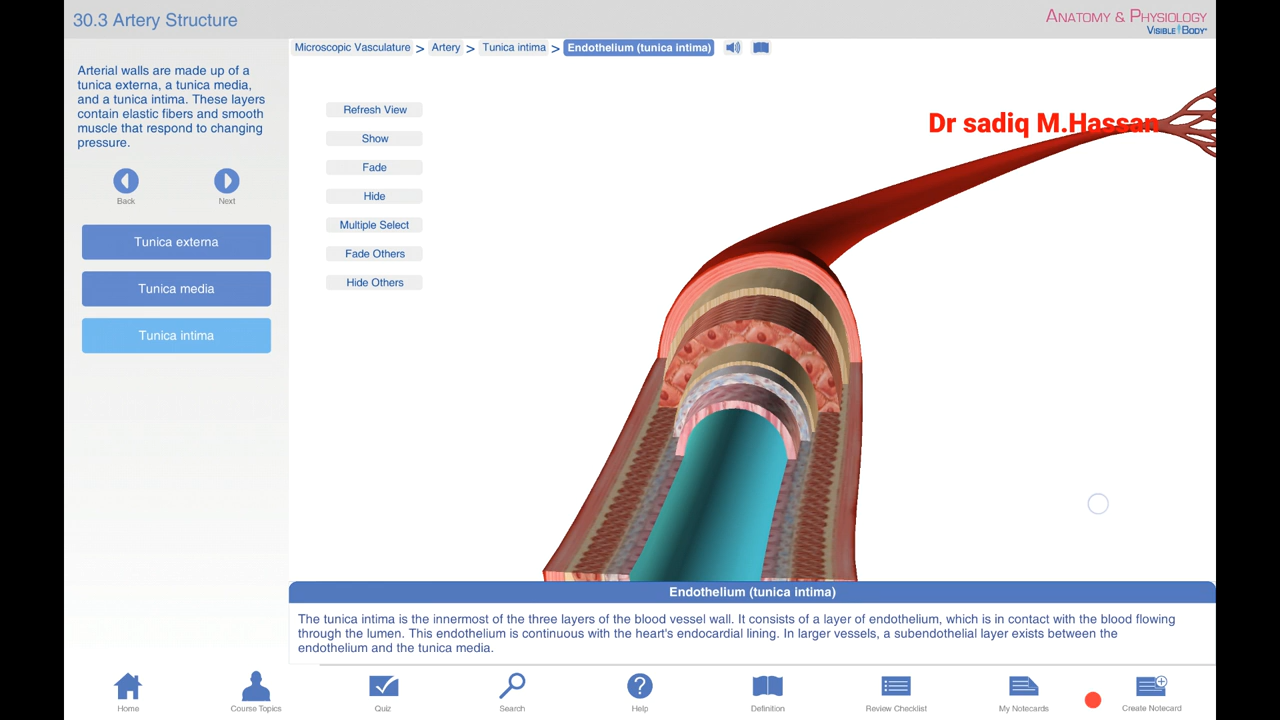 30.3 Artery Structure
ANATOMY & PHYSIOLOGY
VISIBLE BODY
Microscopic Vasculature > Artery > Tunica intima > Endothelium (tunica intima)
Arterial walls are made up of a
tunica externa, a tunica media,
and a tunica intima. These layers
contain elastic fibers and smooth
muscle that respond to changing
pressure.
Back
Next
Tunica externa
Tunica media
Tunica intima
Refresh View
Show
Fade
Hide
Multiple Select
Fade Others
Hide Others
Dr sadiq M.Hassan
Endothelium (tunica intima)
The tunica intima is the innermost of the three layers of the blood vessel wall. It consists of a layer of endothelium, which is in contact with the blood flowing
through the lumen. This endothelium is continuous with the heart's endocardial lining. In larger vessels, a subendothelial layer exists between the
endothelium and the tunica media.
Home
Course Topics
Quiz
Search
Help
Definition
Review Checklist
My Notecards
Create Notecard